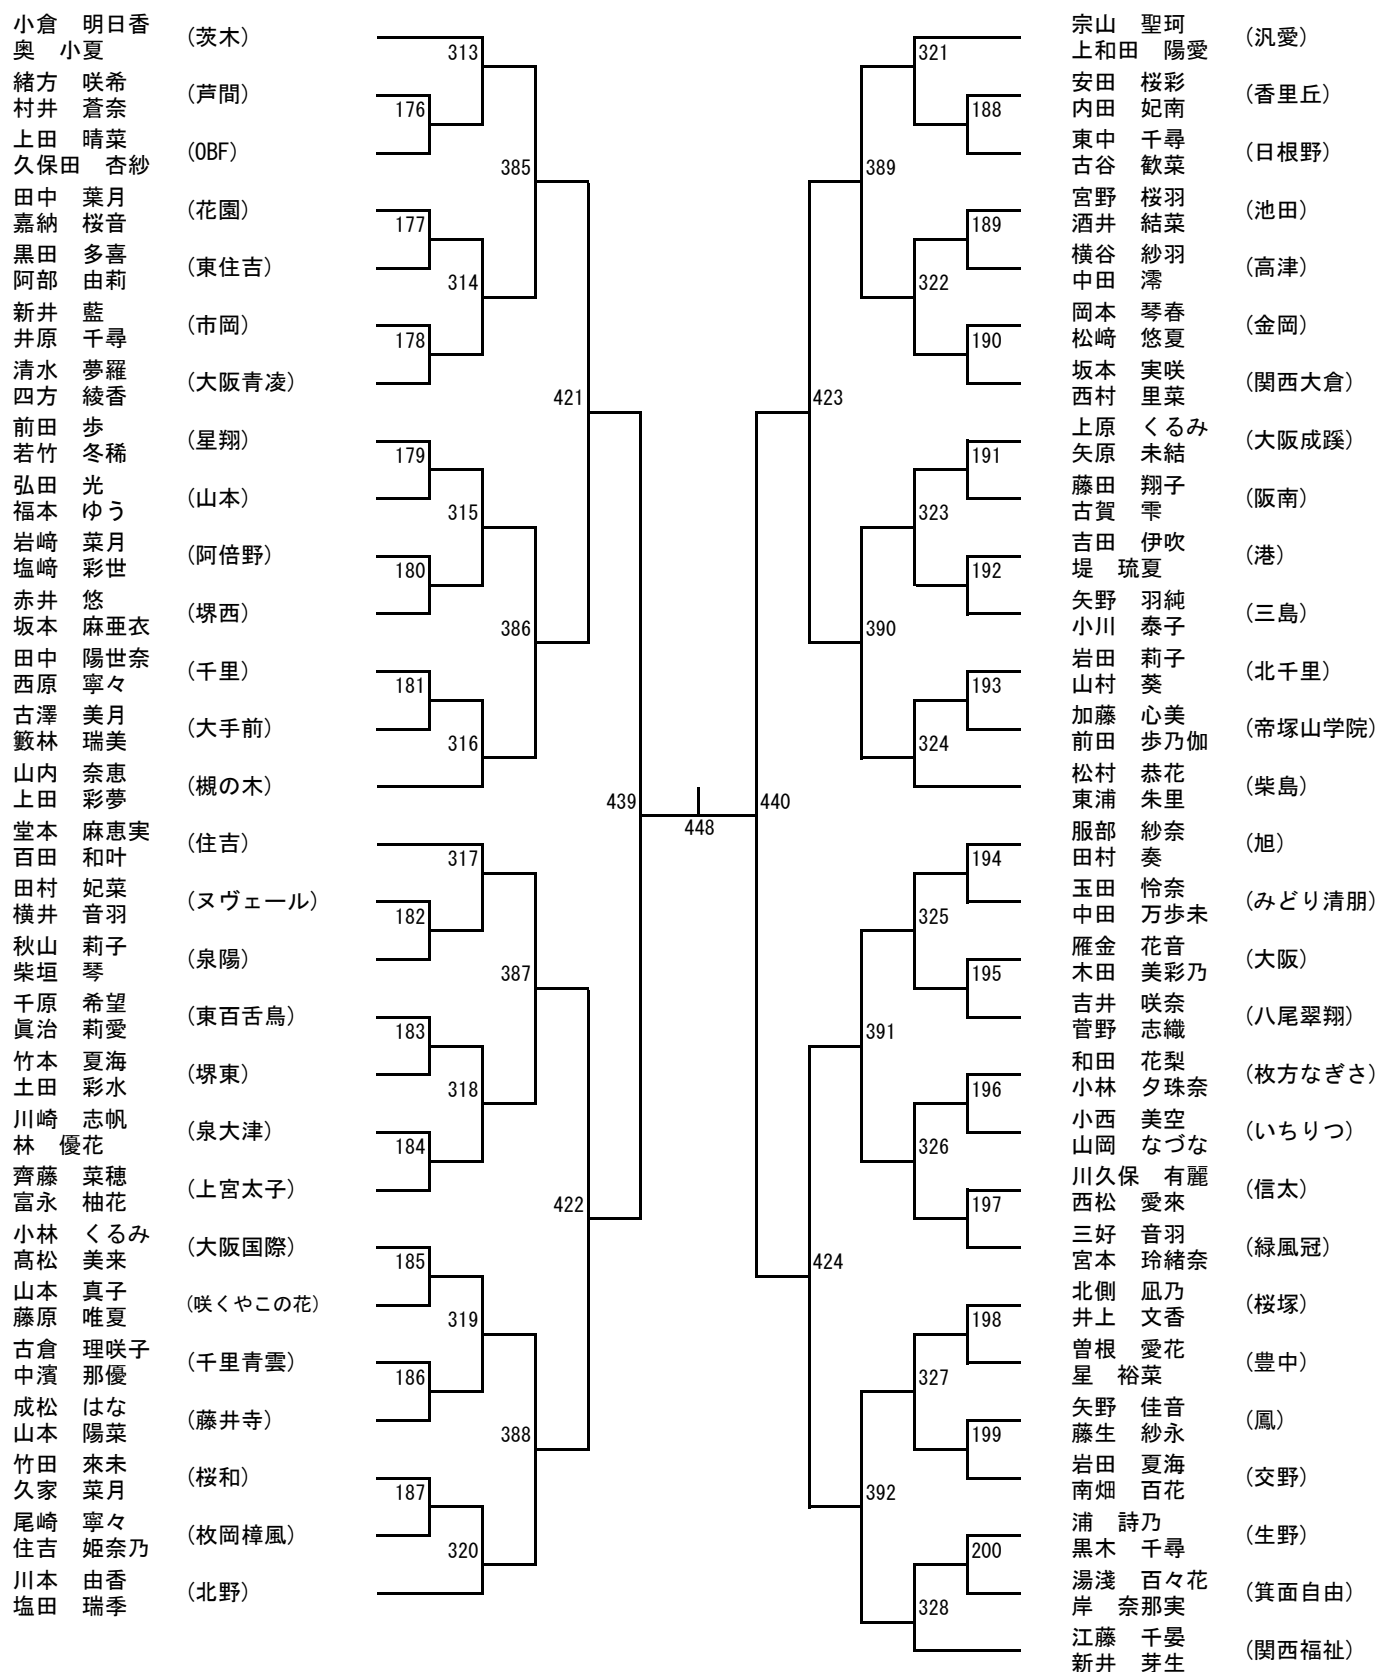 小倉　明日香
奥　小夏
(茨木)
緒方　咲希
村井　蒼奈
(芦間)
上田　晴菜
久保田　杏紗
(OBF)
田中　葉月
嘉納　桜音
(花園)
黒田　多喜
阿部　由莉
(東住吉)
新井　藍
井原　千尋
(市岡)
清水　夢羅
四方　綾香
(大阪青凌)
前田　歩
若竹　冬稀
(星翔)
弘田　光
福本　ゆう
(山本)
岩﨑　菜月
塩﨑　彩世
(阿倍野)
赤井　悠
坂本　麻亜衣
(堺西)
田中　陽世奈
西原　寧々
(千里)
古澤　美月
籔林　瑞美
(大手前)
山内　奈恵
上田　彩夢
(槻の木)
堂本　麻恵実
百田　和叶
(住吉)
田村　妃菜
横井　音羽
(ヌヴェール)
秋山　莉子
柴垣　琴
(泉陽)
千原　希望
眞治　莉愛
(東百舌鳥)
竹本　夏海
土田　彩水
(堺東)
川崎　志帆
林　優花
(泉大津)
齊藤　菜穂
富永　柚花
(上宮太子)
小林　くるみ
髙松　美来
(大阪国際)
山本　真子
藤原　唯夏
(咲くやこの花)
古倉　理咲子
中濱　那優
(千里青雲)
成松　はな
山本　陽菜
(藤井寺)
竹田　來未
久家　菜月
(桜和)
尾崎　寧々
住吉　姫奈乃
(枚岡樟風)
川本　由香
塩田　瑞季
(北野)
313
176
385
177
314
178
421
179
315
180
386
181
316
439
317
182
387
183
318
184
422
185
319
186
388
187
320
448
440
321
188
389
189
322
190
423
191
323
192
390
193
324
194
325
195
391
196
326
197
424
198
327
199
392
200
328
宗山　聖珂
上和田　陽愛
(汎愛)
安田　桜彩
内田　妃南
(香里丘)
東中　千尋
古谷　歓菜
(日根野)
宮野　桜羽
酒井　結菜
(池田)
横谷　紗羽
中田　澪
(高津)
岡本　琴春
松﨑　悠夏
(金岡)
坂本　実咲
西村　里菜
(関西大倉)
上原　くるみ
矢原　未結
(大阪成蹊)
藤田　翔子
古賀　雫
(阪南)
吉田　伊吹
堤　琉夏
(港)
矢野　羽純
小川　泰子
(三島)
岩田　莉子
山村　葵
(北千里)
加藤　心美
前田　歩乃伽
(帝塚山学院)
松村　恭花
東浦　朱里
(柴島)
服部　紗奈
田村　奏
(旭)
玉田　怜奈
中田　万歩未
(みどり清朋)
雁金　花音
木田　美彩乃
(大阪)
吉井　咲奈
菅野　志織
(八尾翠翔)
和田　花梨
小林　夕珠奈
(枚方なぎさ)
小西　美空
山岡　なづな
(いちりつ)
川久保　有麗
西松　愛來
(信太)
三好　音羽
宮本　玲緒奈
(緑風冠)
北側　凪乃
井上　文香
(桜塚)
曽根　愛花
星　裕菜
(豊中)
矢野　佳音
藤生　紗永
(鳳)
岩田　夏海
南畑　百花
(交野)
浦　詩乃
黒木　千尋
(生野)
湯淺　百々花
岸　奈那実
(箕面自由)
江藤　千晏
新井　芽生
(関西福祉)